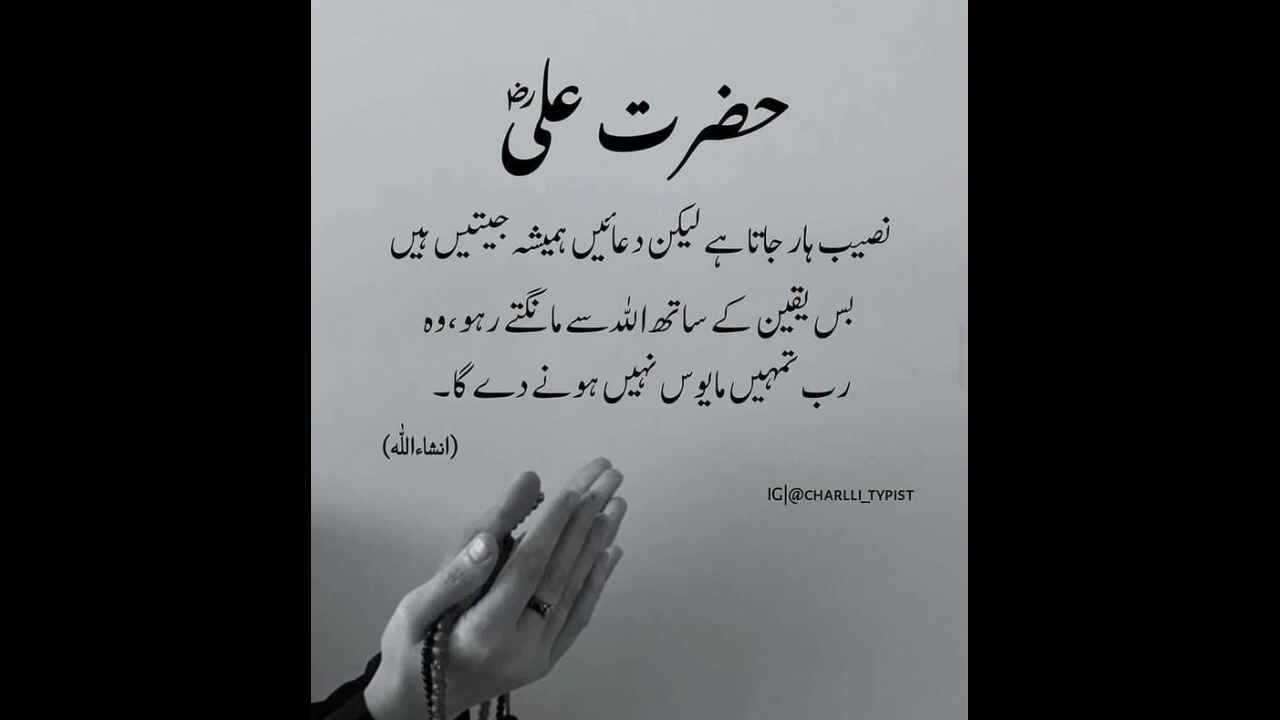 حضرت علیؓ
نصیب ہار جاتا ہے لیکن دعائیں ہمیشہ جیتیں ہیں
بس یقین کے ساتھ اللہ سے مانگتے رہو، وہ
رب تمہیں مایوس نہیں ہونے دے گا۔
(انشاءاللہ)
IG|@CHARLLI_TYPIST